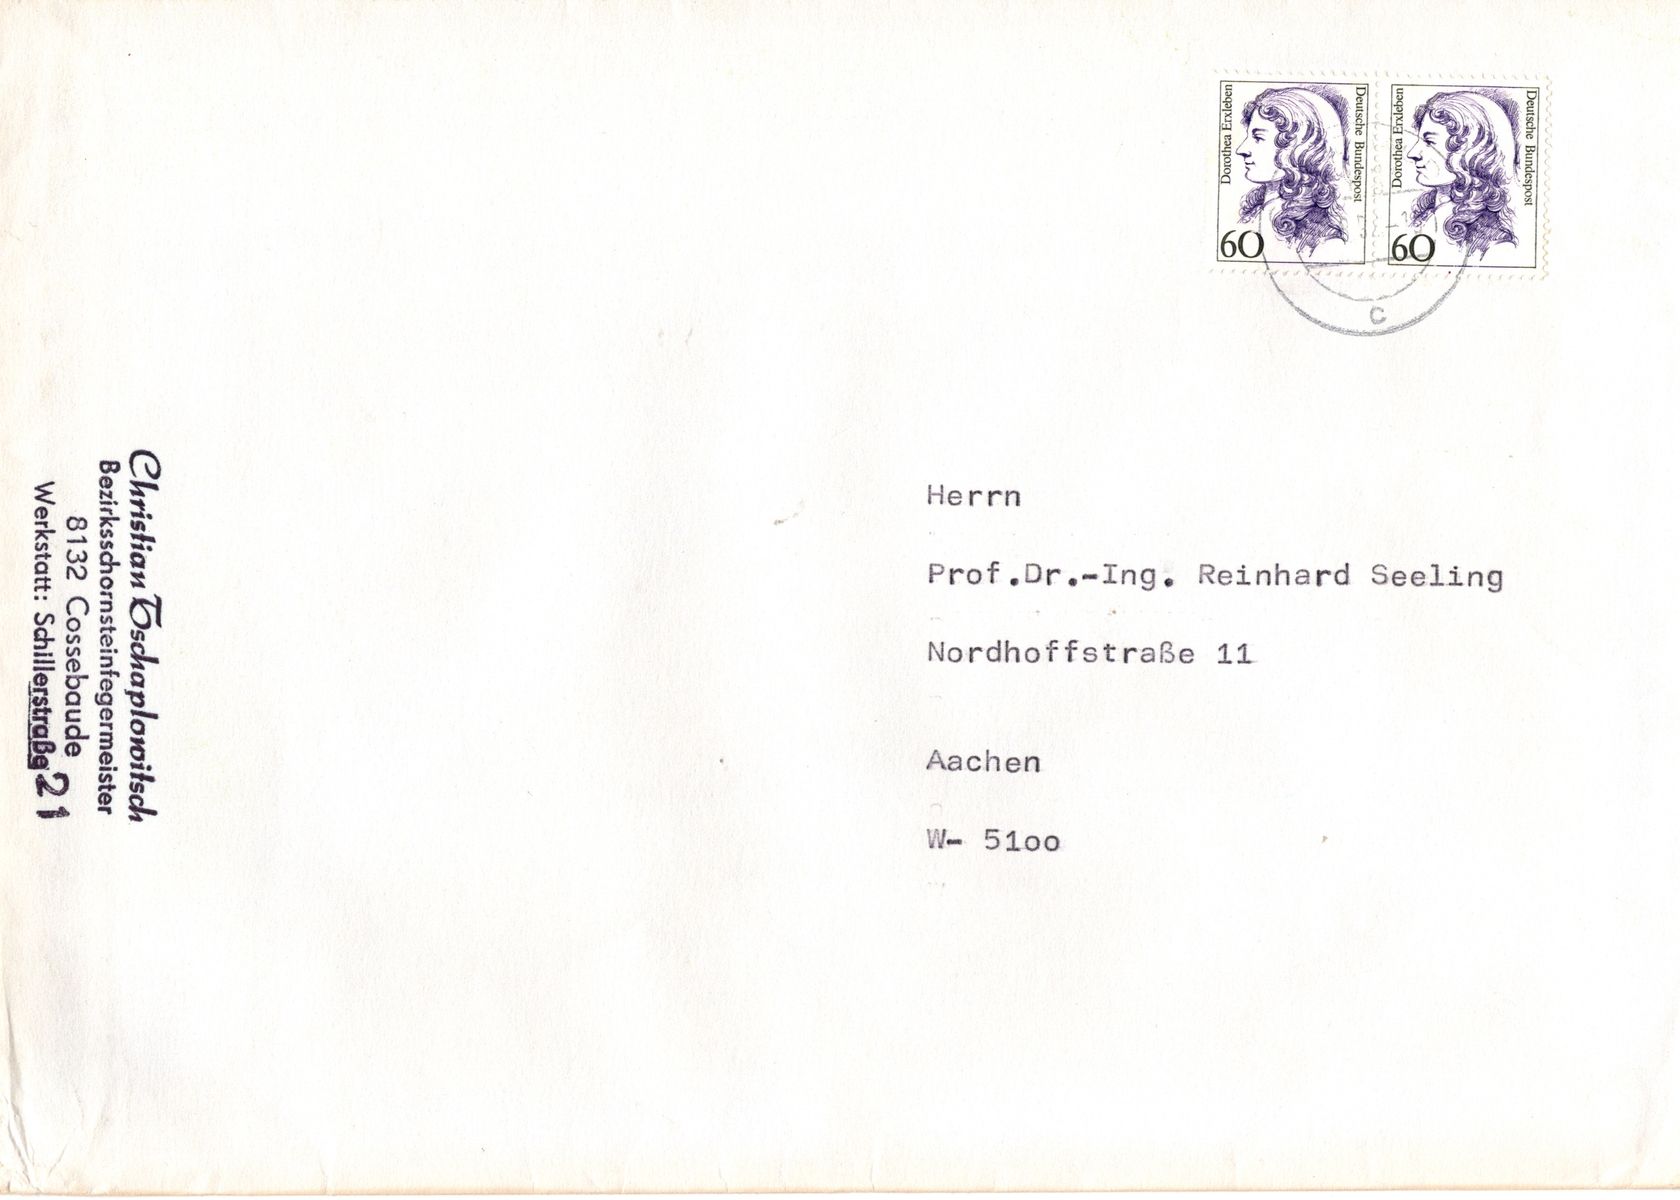 Dorothea Erxleben
Deutsche Bundespost
60
Dorothea Erxleben
Deutsche Bundespost
60
c
Christian Tschaplowitsch
Bezirksschornsteinfegermeister
8132 Cossebaude
Werkstatt: Schillerstraße 21
Herrn
Prof.Dr.-Ing. Reinhard Seeling
Nordhoffstraße 11
Aachen
W- 51oo